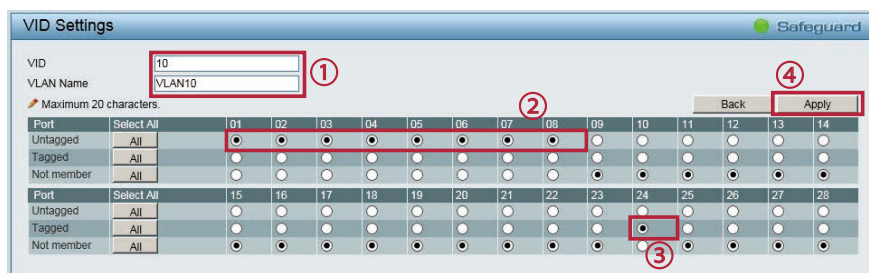 VID Settings
Safeguard
VID 10
VLAN Name VLAN10
①
②
④
Maximum 20 characters.
Back Apply
Port Select All 01 02 03 04 05 06 07 08 09 10 11 12 13 14
Untagged All
Tagged All
Not member All
Port Select All 15 16 17 18 19 20 21 22 23 24 25 26 27 28
Untagged All
Tagged All
Not member All
③